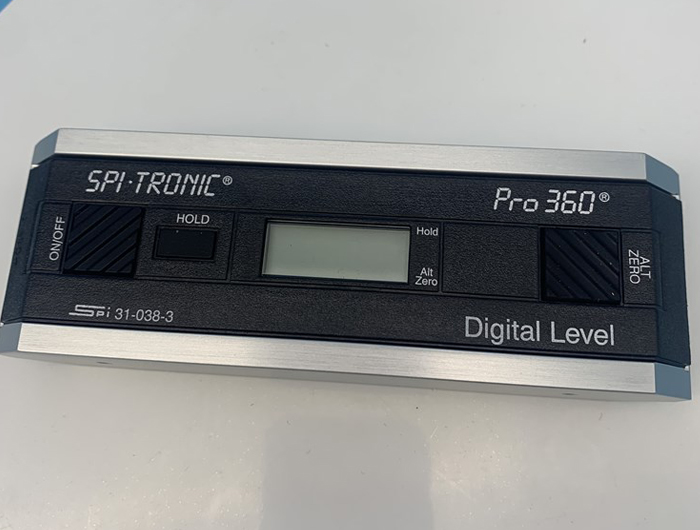 SPI·TRONIC®
Pro 360®
ON/OFF
HOLD
Hold
Alt
Zero
ALT
ZERO
SPi 31-038-3
Digital Level